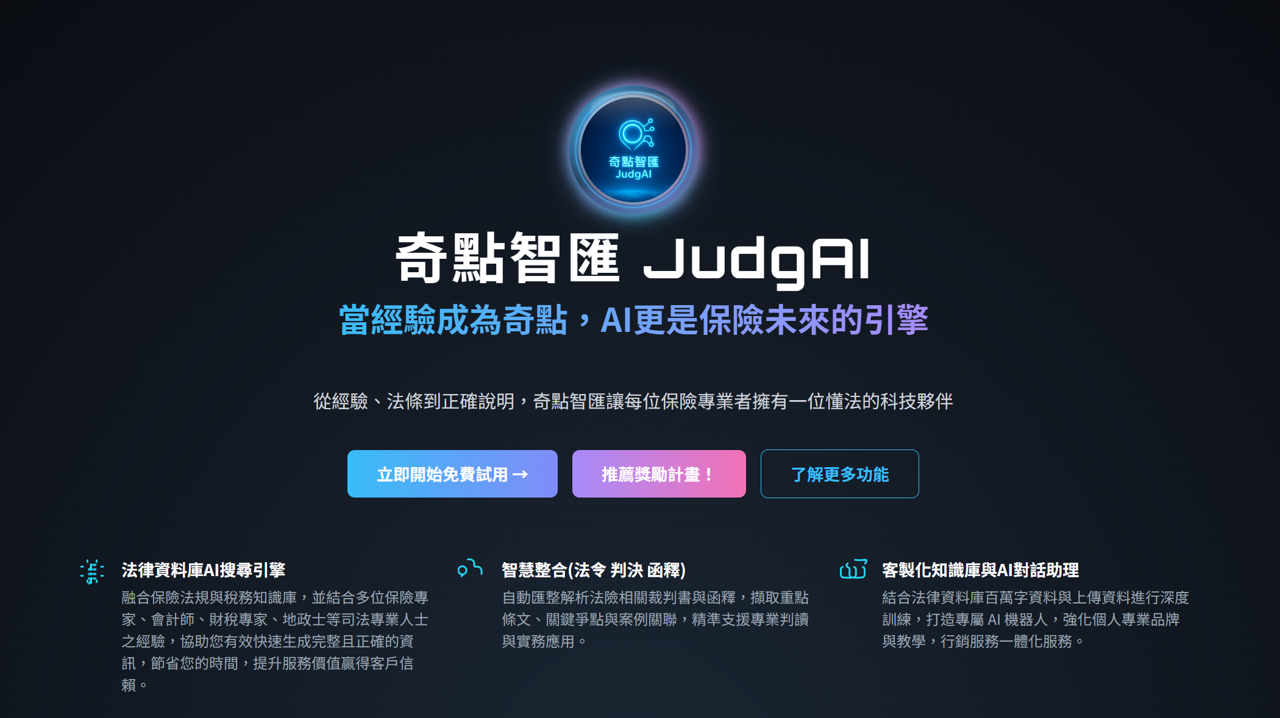 奇點智匯
JudgAI
奇點智匯 JudgAI
當經驗成為奇點，AI更是保險未來的引擎
從經驗、法條到正確說明，奇點智匯讓每位保險專業者擁有一位懂法的科技夥伴
立即開始免費試用 →
推薦獎勵計畫！
了解更多功能
法律資料庫AI搜尋引擎
融合保險法規與稅務知識庫，並結合多位保險專
家、會計師、財稅專家、地政士等司法專業人士
之經驗，協助您有效快速生成完整且正確的資
訊，節省您的時間，提升服務價值贏得客戶信
賴。
智慧整合(法令 判決 函釋)
自動匯整解析法險相關裁判書與函釋，擷取重點
條文、關鍵爭點與案例關聯，精準支援專業判讀
與實務應用。
客製化知識庫與AI對話助理
結合法律資料庫百萬字資料與上傳資料進行深度
訓練，打造專屬 AI 機器人，強化個人專業品牌
與教學，行銷服務一體化服務。